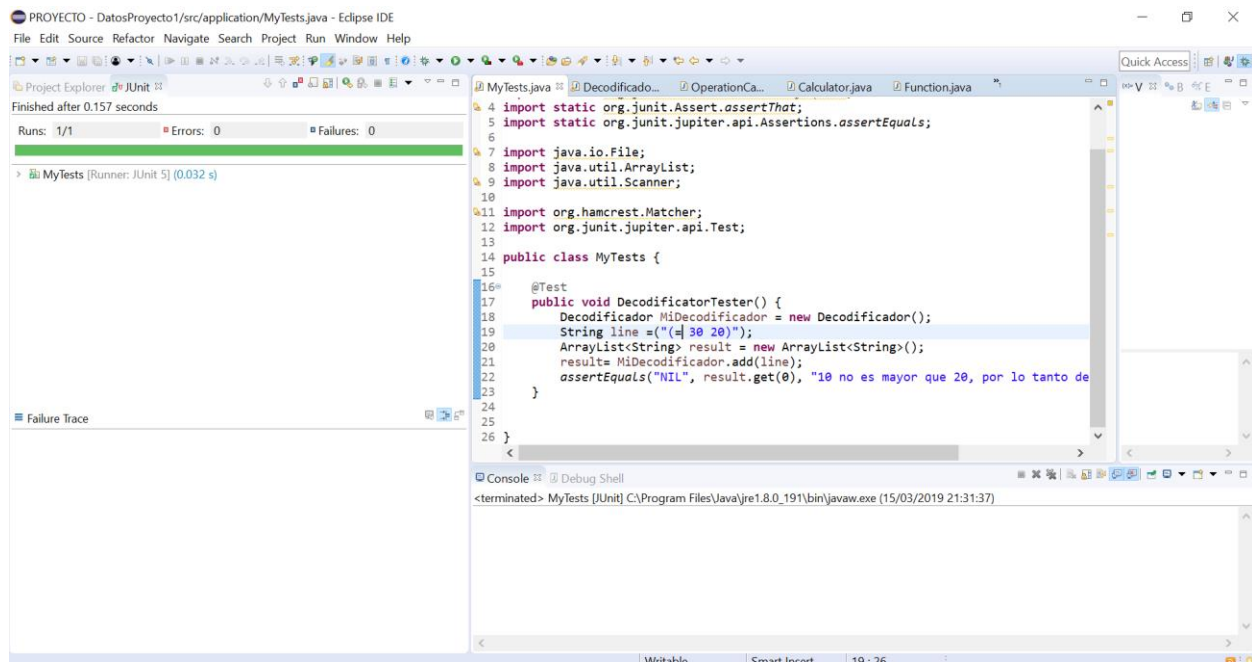 PROYECTO - DatosProyecto1/src/application/MyTests.java - Eclipse IDE
File Edit Source Refactor Navigate Search Project Run Window Help
Quick Access
Project Explorer JUnit
Finished after 0.157 seconds
Runs: 1/1 Errors: 0 Failures: 0
MyTests [Runner: JUnit 5] (0.032 s)
Failure Trace
MyTests.java Decodificado... OperationCa... Calculator.java Function.java
V B E
4 import static org.junit.Assert.assertThat;
5 import static org.junit.jupiter.api.Assertions.assertEquals;
6
7 import java.io.File;
8 import java.util.ArrayList;
9 import java.util.Scanner;
10
11 import org.hamcrest.Matcher;
12 import org.junit.jupiter.api.Test;
13
14 public class MyTests {
15
16 @Test
17 public void DecodificatorTester() {
18 Decodificador MiDecodificador = new Decodificador();
19 String line =("(= 30 20)");
20 ArrayList<String> result = new ArrayList<String>();
21 result= MiDecodificador.add(line);
22 assertEquals("NIL", result.get(0), "10 no es mayor que 20, por lo tanto de
23 }
24
25
26 }
Console Debug Shell
<terminated> MyTests [JUnit] C:\Program Files\Java\jre1.8.0_191\bin\javaw.exe (15/03/2019 21:31:37)
Writable Smart Insert 19 : 26